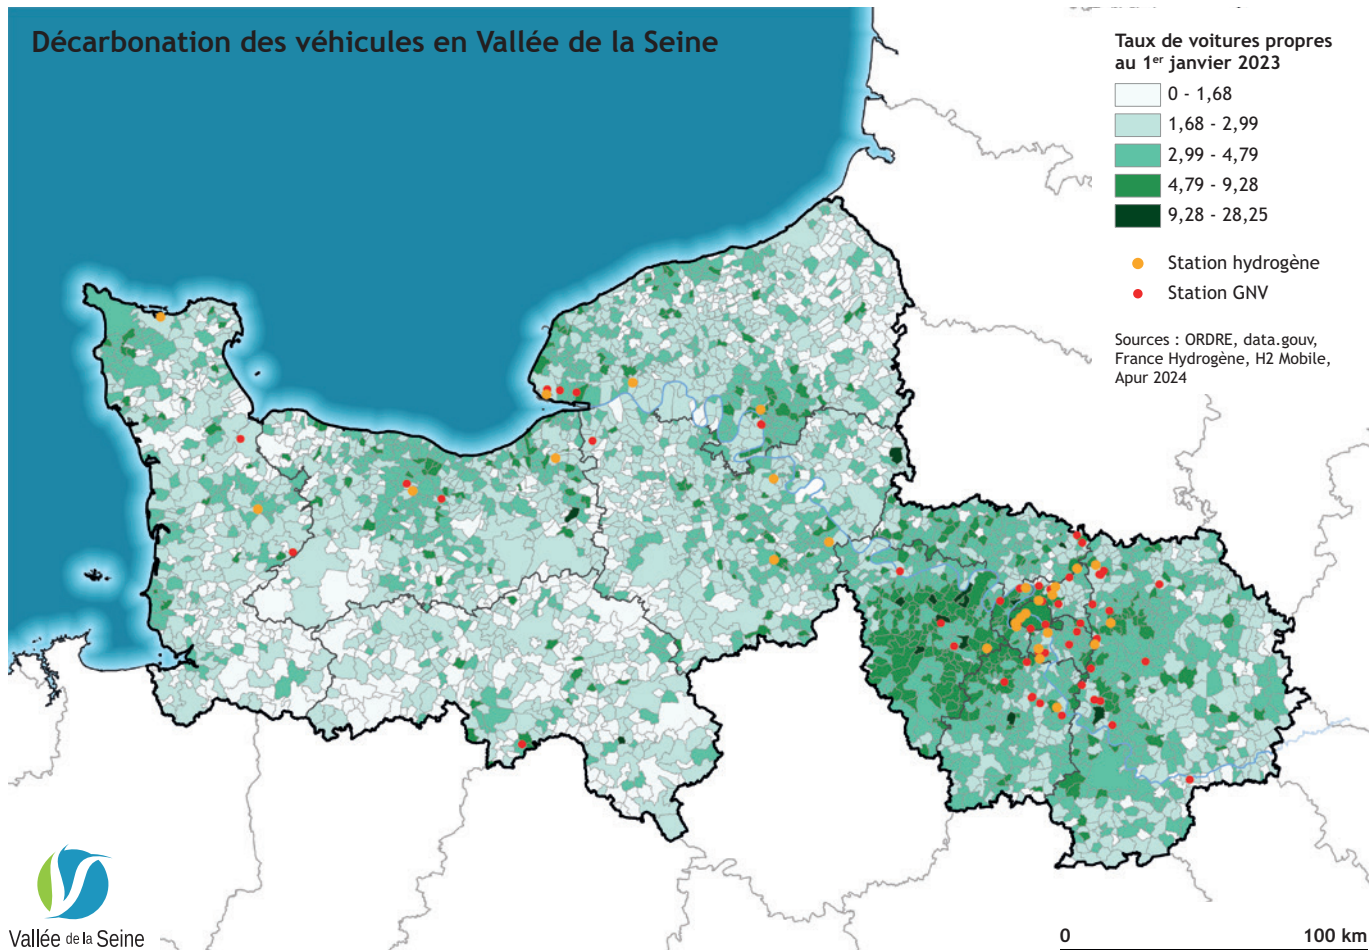 Décarbonation des véhicules en Vallée de la Seine
Taux de voitures propres
au 1er janvier 2023
0 - 1,68
1,68 - 2,99
2,99 - 4,79
4,79 - 9,28
9,28 - 28,25
Station hydrogène
Station GNV
Sources : ORDRE, data.gouv,
France Hydrogène, H2 Mobile,
Apur 2024
Vallée de la Seine
0 100 km